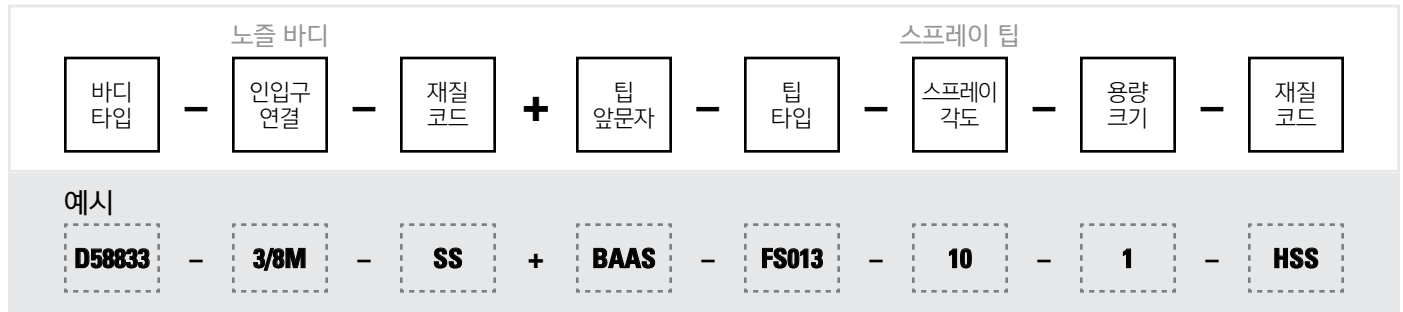 노즐 바디 스프레이 팁
바디 인입구 재질 팁 팁 스프레이 용량 재질
타입 – 연결 – 코드 + 앞문자 – 타입 – 각도 – 크기 – 코드
예시
D58833 – 3/8M – SS + BAAS – FS013 – 10 – 1 – HSS